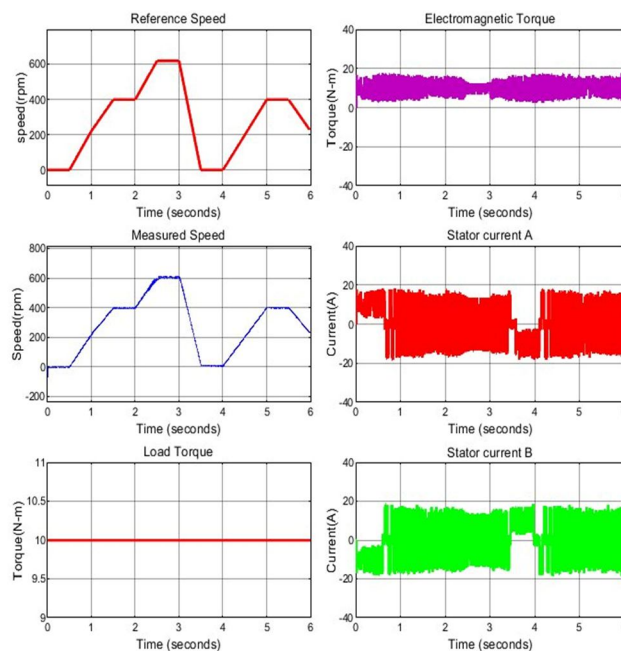 Reference Speed
speed(rpm)
600
400
200
0
0 1 2 3 4 5 6
Time (seconds)
Electromagnetic Torque
Torque(N-m)
40
20
0
-20
-40
1 2 3 4 5
Time (seconds)
Measured Speed
Speed(rpm)
800
600
400
200
0
-200
0 1 2 3 4 5 6
Time (seconds)
Stator current A
Current(A)
40
20
0
-20
-40
0 1 2 3 4 5
Time (seconds)
Load Torque
Torque(N-m)
11
10.5
10
9.5
9
0 1 2 3 4 5 6
Time (seconds)
Stator current B
Current(A)
40
20
0
-20
-40
0 1 2 3 4 5
Time (seconds)